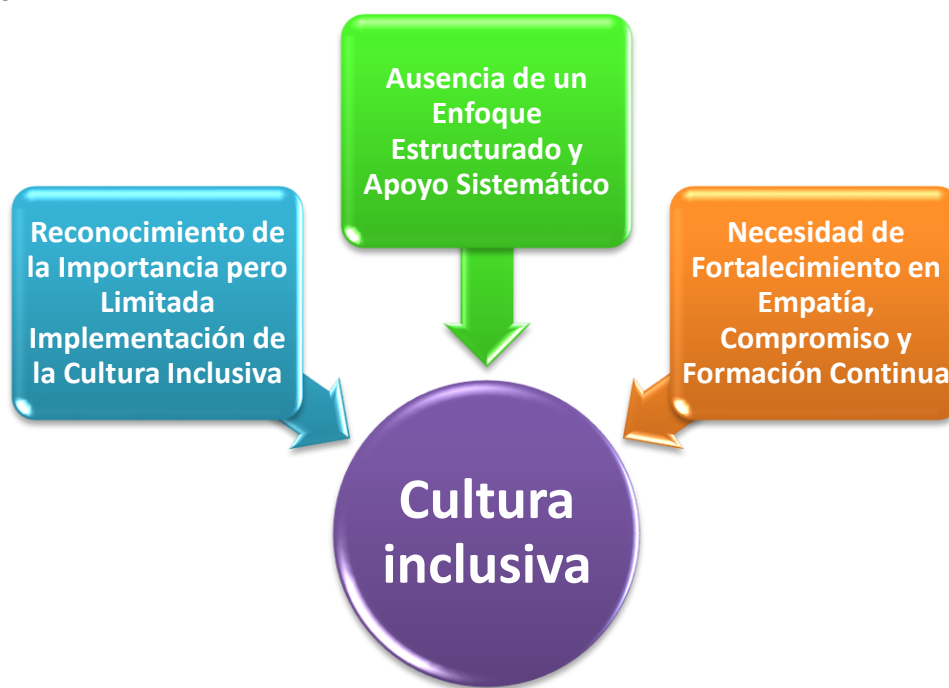 Ausencia de un
Enfoque
Estructurado y
Apoyo Sistemático
Reconocimiento de
la Importancia pero
Limitada
Implementación de
la Cultura Inclusiva
Necesidad de
Fortalecimiento en
Empatía,
Compromiso y
Formación Continua
Cultura
inclusiva